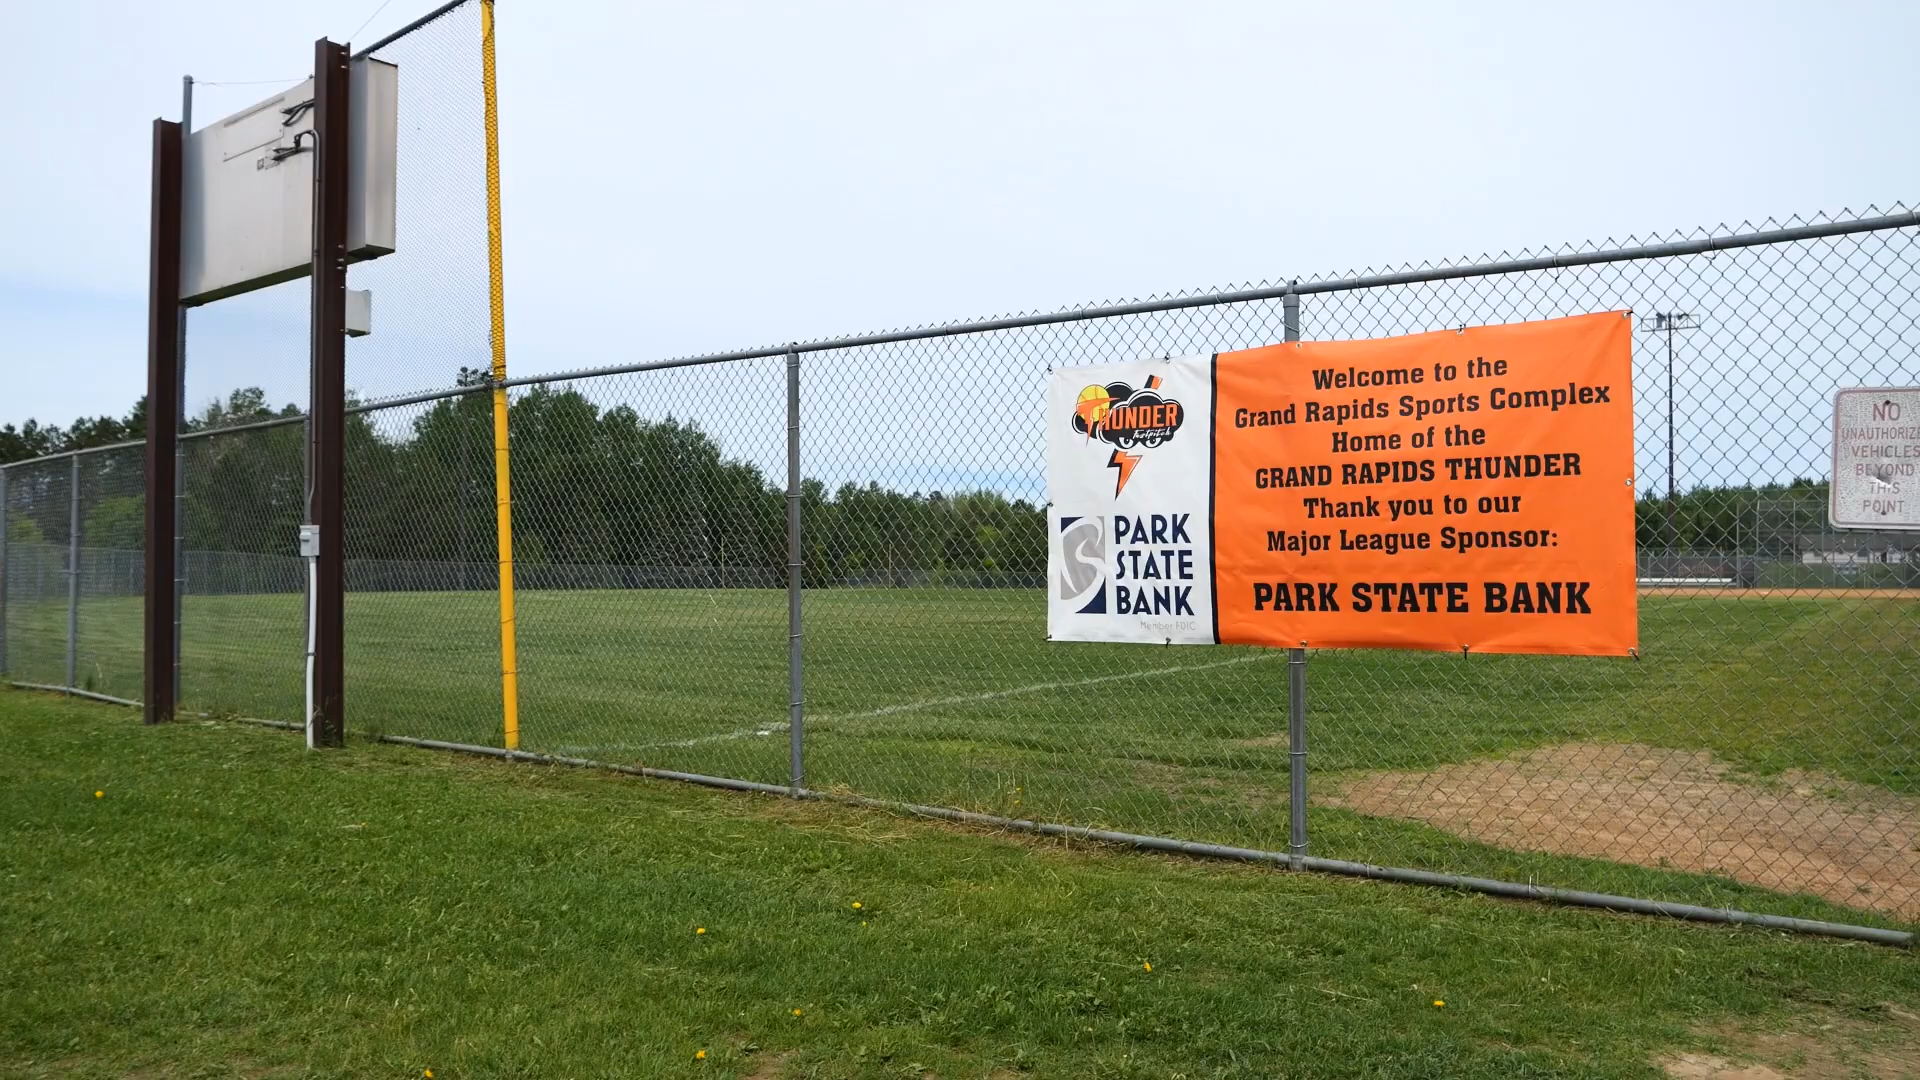 THUNDER
fastpitch
PARK
STATE
BANK
Member FDIC
Welcome to the
Grand Rapids Sports Complex
Home of the
GRAND RAPIDS THUNDER
Thank you to our
Major League Sponsor:
PARK STATE BANK
NO
UNAUTHORIZE
VEHICLES
BEYOND
THIS
POINT